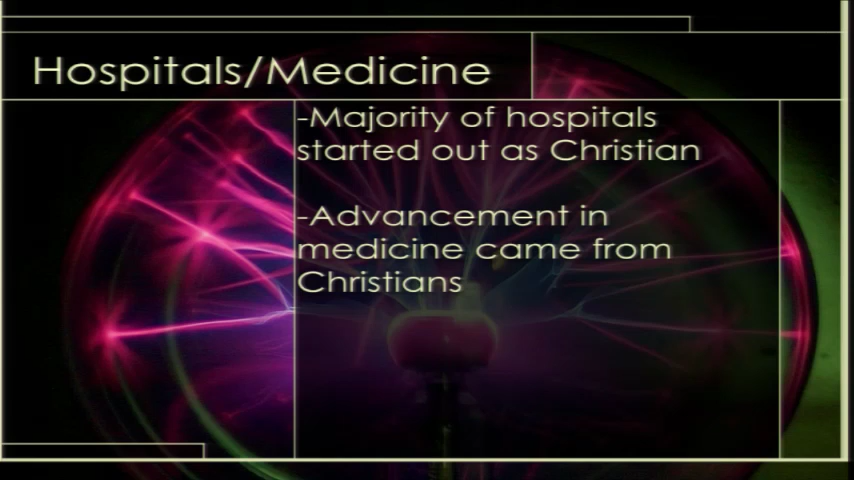 Hospitals/Medicine
-Majority of hospitals
started out as Christian
-Advancement in
medicine came from
Christians